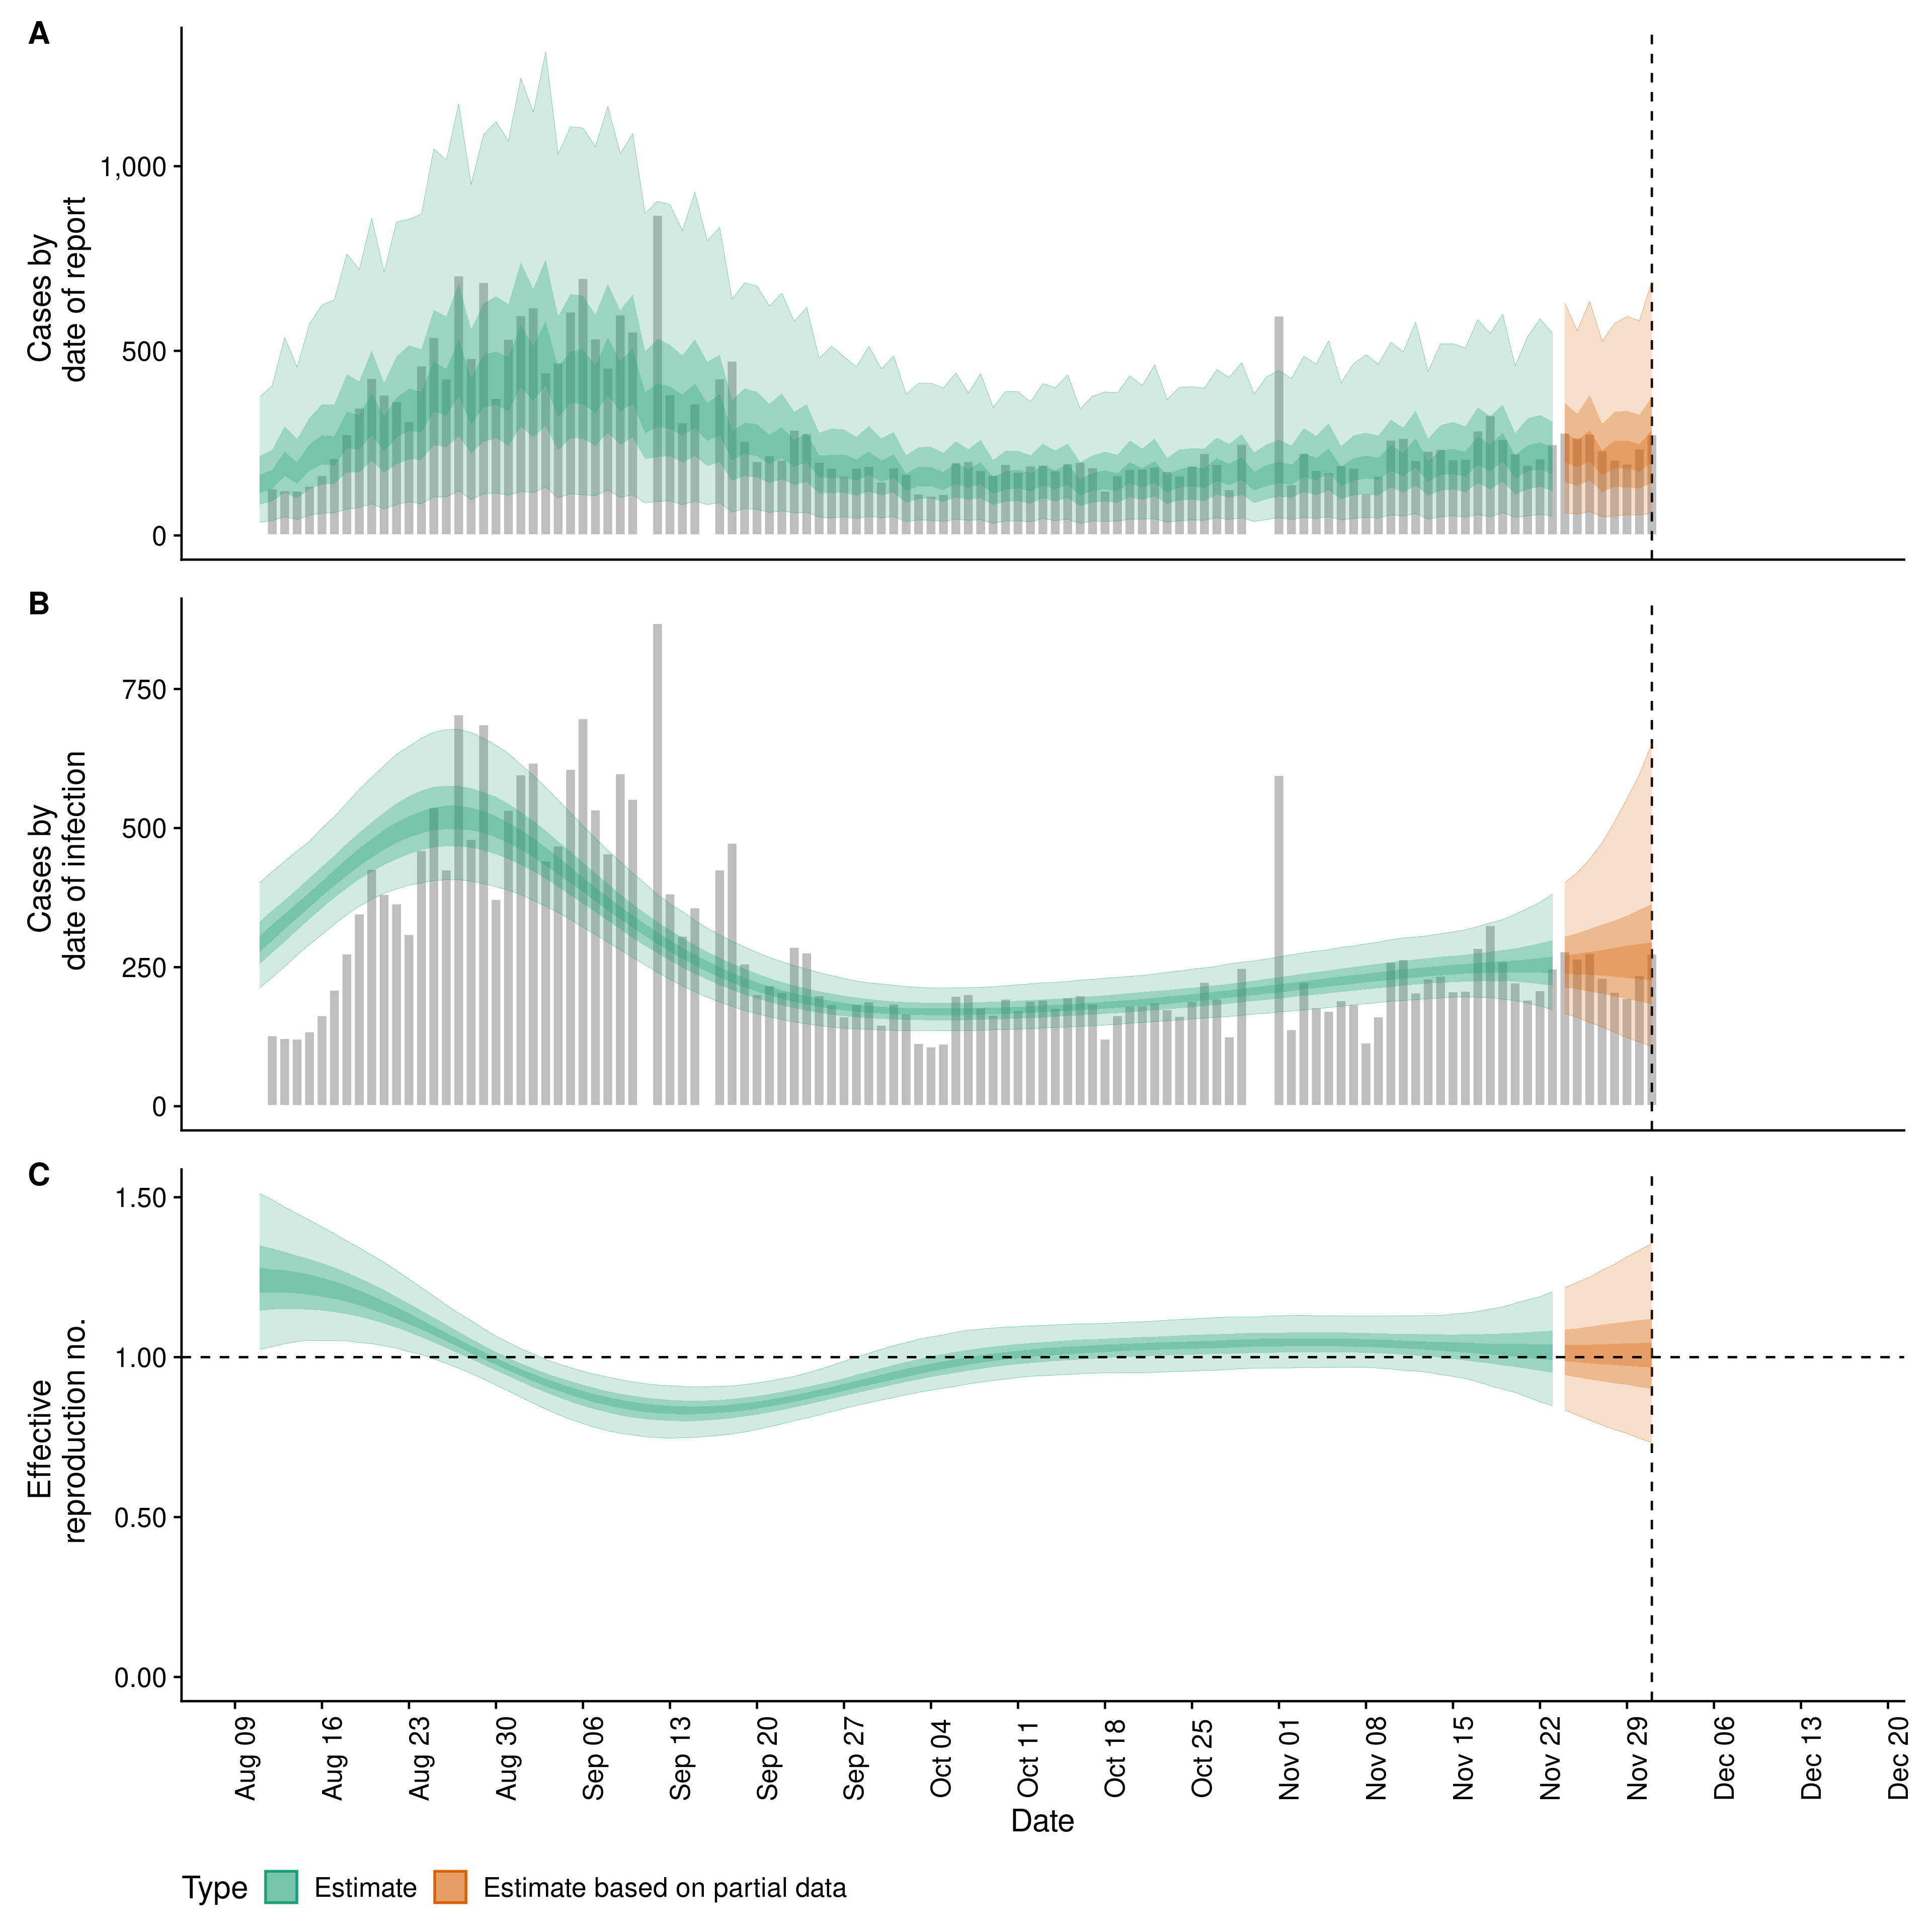 A
Cases by
date of report
1,000
500
0
B
Cases by
date of infection
750
500
250
0
C
Effective
reproduction no.
1.50
1.00
0.50
0.00
Aug 09
Aug 16
Aug 23
Aug 30
Sep 06
Sep 13
Sep 20
Sep 27
Oct 04
Oct 11
Oct 18
Oct 25
Nov 01
Nov 08
Nov 15
Nov 22
Nov 29
Dec 06
Dec 13
Dec 20
Date
Type Estimate Estimate based on partial data